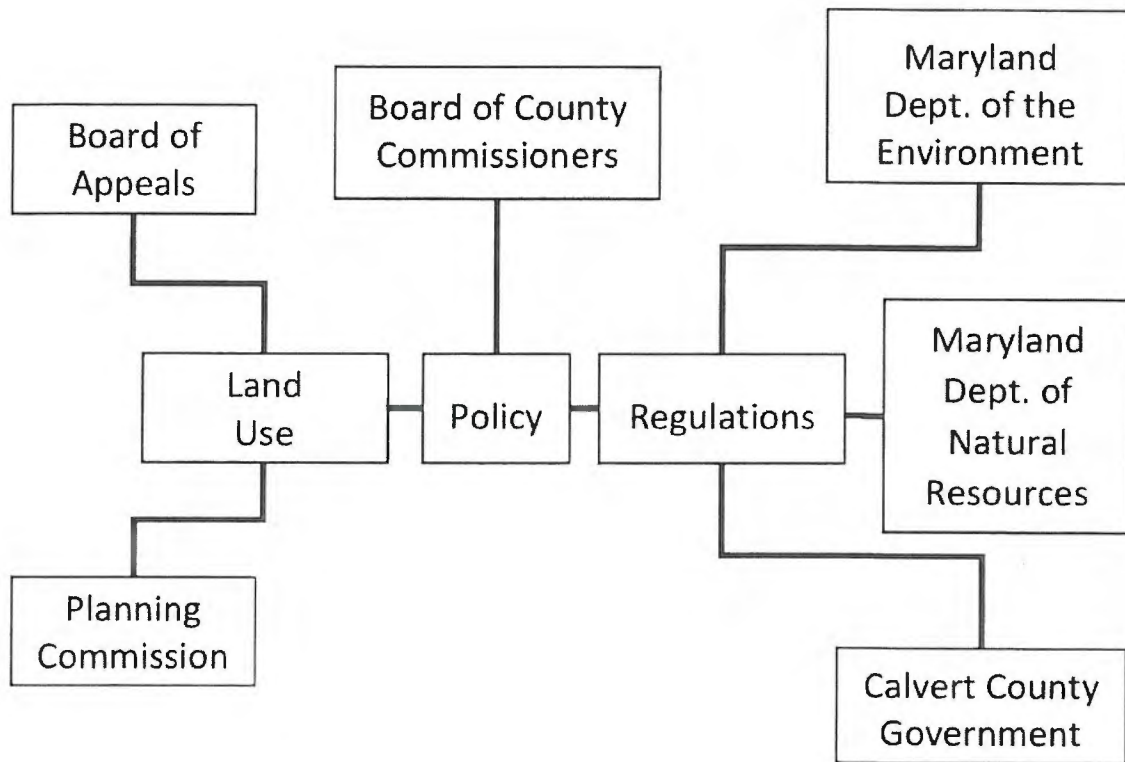 Maryland
Dept. of the
Environment
Board of County
Commissioners
Board of
Appeals
Land
Use
Policy
Regulations
Maryland
Dept. of
Natural
Resources
Planning
Commission
Calvert County
Government